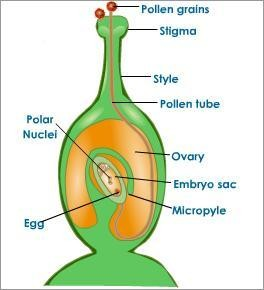 Pollen grains
Stigma
Style
Pollen tube
Polar
Nuclei
Ovary
Embryo sac
Egg
Micropyle